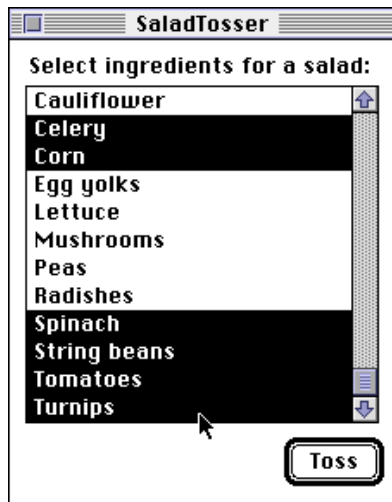 SaladTosser
Select ingredients for a salad:
Cauliflower
Celery
Corn
Egg yolks
Lettuce
Mushrooms
Peas
Radishes
Spinach
String beans
Tomatoes
Turnips
Toss